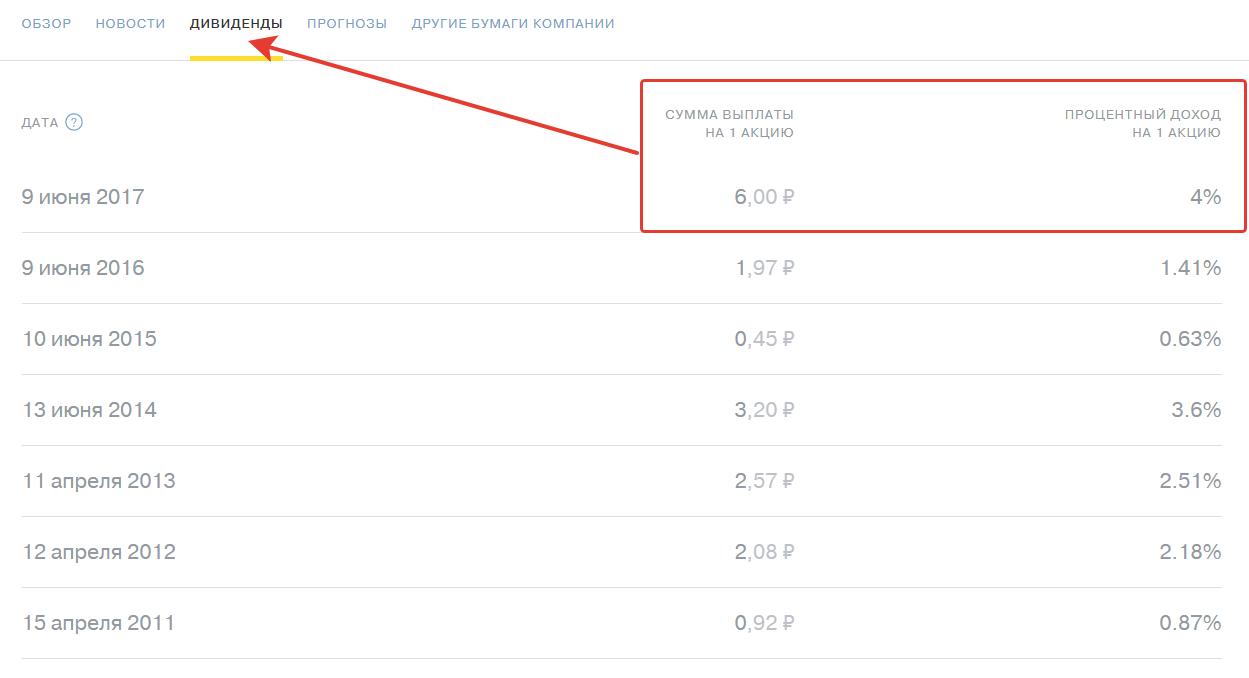 ОБЗОР НОВОСТИ ДИВИДЕНДЫ ПРОГНОЗЫ ДРУГИЕ БУМАГИ КОМПАНИИ
ДАТА ? СУММА ВЫПЛАТЫ НА 1 АКЦИЮ ПРОЦЕНТНЫЙ ДОХОД НА 1 АКЦИЮ
9 июня 2017 6,00 ₽ 4%
9 июня 2016 1,97 ₽ 1.41%
10 июня 2015 0,45 ₽ 0.63%
13 июня 2014 3,20 ₽ 3.6%
11 апреля 2013 2,57 ₽ 2.51%
12 апреля 2012 2,08 ₽ 2.18%
15 апреля 2011 0,92 ₽ 0.87%